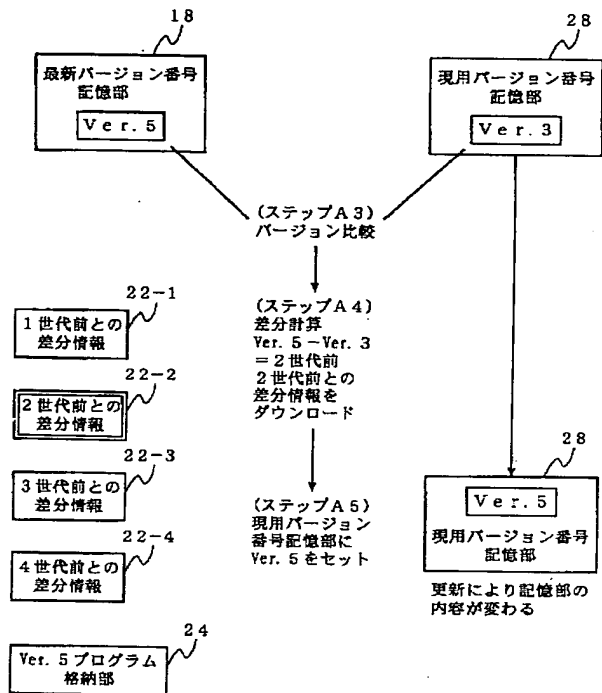 18
最新バージョン番号
記憶部
Ver.5
28
現用バージョン番号
記憶部
Ver.3
(ステップA3)
バージョン比較
(ステップA4)
差分計算
Ver.5-Ver.3
=2世代前
2世代前との
差分情報を
ダウンロード
(ステップA5)
現用バージョン
番号記憶部に
Ver.5をセット
22-1
1世代前との
差分情報
22-2
2世代前との
差分情報
22-3
3世代前との
差分情報
22-4
4世代前との
差分情報
24
Ver.5プログラム
格納部
28
Ver.5
現用バージョン番号
記憶部
更新により記憶部の
内容が変わる